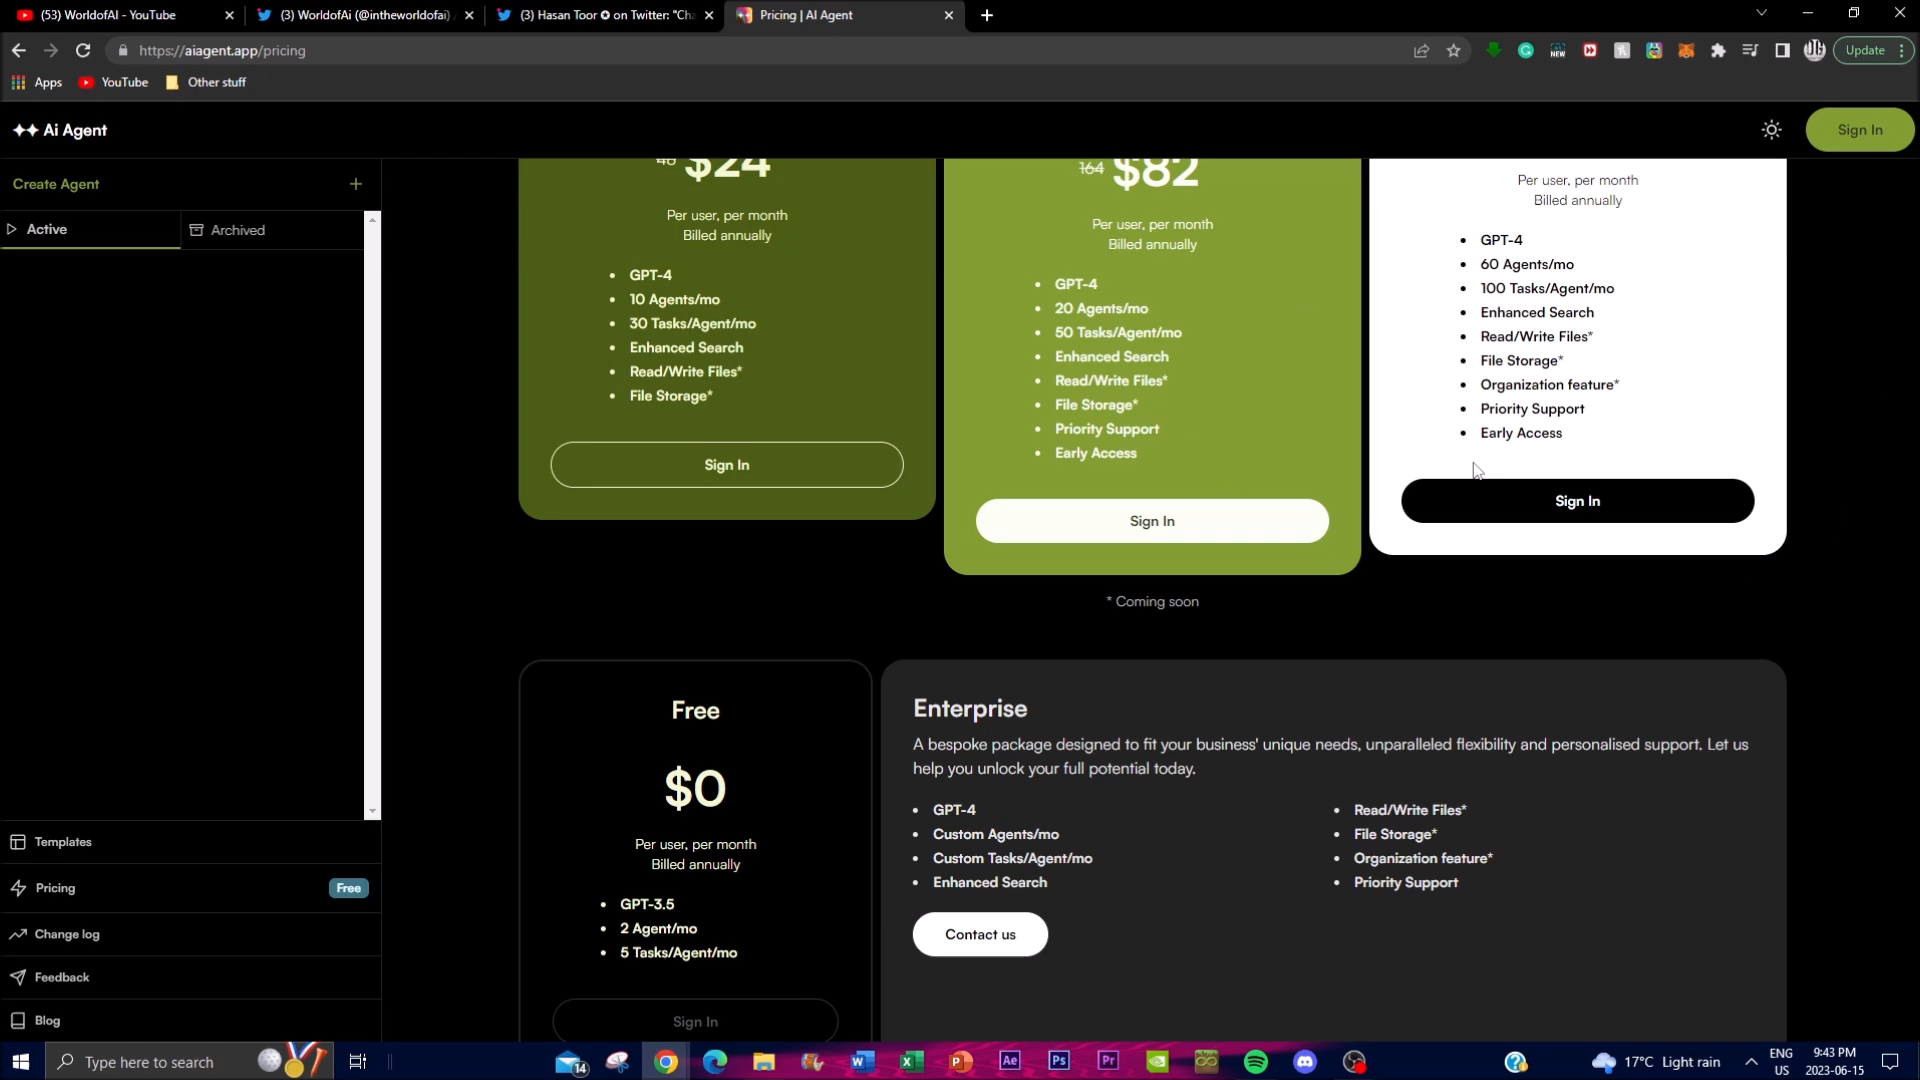 (53) WorldofAI - YouTube
(3) WorldofAi (@intheworldofai)
(3) Hasan Toor ✪ on Twitter: "Cha
Pricing | AI Agent
https://aiagent.app/pricing
Update
Apps
YouTube
Other stuff
Ai Agent
Sign In
Create Agent
Active
Archived
Templates
Pricing
Free
Change log
Feedback
Blog
48 $24
Per user, per month
Billed annually
GPT-4
10 Agents/mo
30 Tasks/Agent/mo
Enhanced Search
Read/Write Files*
File Storage*
Sign In
164 $82
Per user, per month
Billed annually
GPT-4
20 Agents/mo
50 Tasks/Agent/mo
Enhanced Search
Read/Write Files*
File Storage*
Priority Support
Early Access
Sign In
Per user, per month
Billed annually
GPT-4
60 Agents/mo
100 Tasks/Agent/mo
Enhanced Search
Read/Write Files*
File Storage*
Organization feature*
Priority Support
Early Access
Sign In
* Coming soon
Free
$0
Per user, per month
Billed annually
GPT-3.5
2 Agent/mo
5 Tasks/Agent/mo
Sign In
Enterprise
A bespoke package designed to fit your business' unique needs, unparalleled flexibility and personalised support. Let us
help you unlock your full potential today.
GPT-4
Custom Agents/mo
Custom Tasks/Agent/mo
Enhanced Search
Read/Write Files*
File Storage*
Organization feature*
Priority Support
Contact us
Type here to search
14
Ae
Ps
Pr
17°C Light rain
ENG
US
9:43 PM
2023-06-15